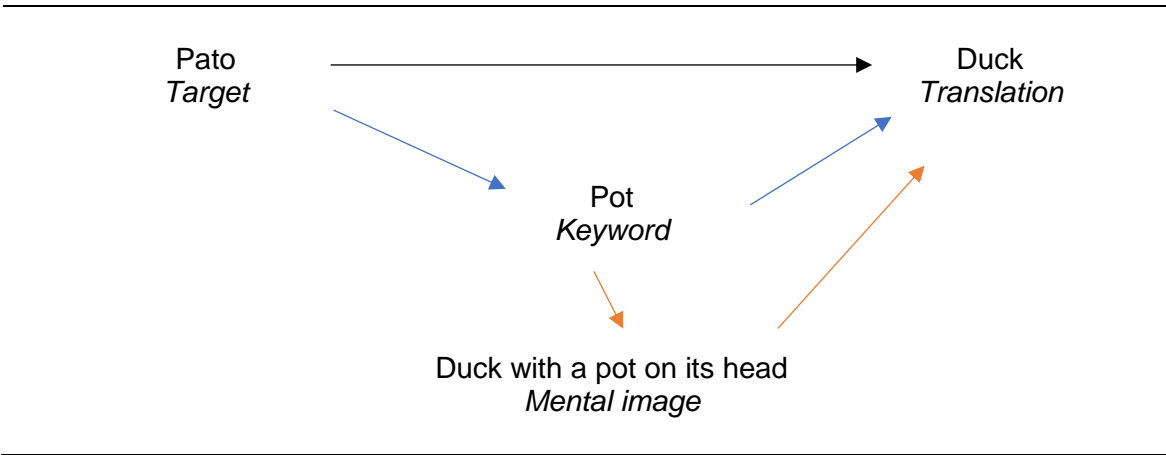 Pato
Target
Duck
Translation
Pot
Keyword
Duck with a pot on its head
Mental image